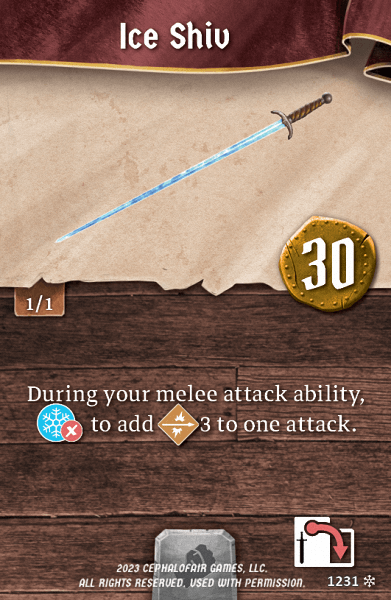 Ice Shiv
30
1/1
During your melee attack ability,
to add 3 to one attack.
2023 CEPHALOFAIR GAMES, LLC.
ALL RIGHTS RESERVED. USED WITH PERMISSION.
1231